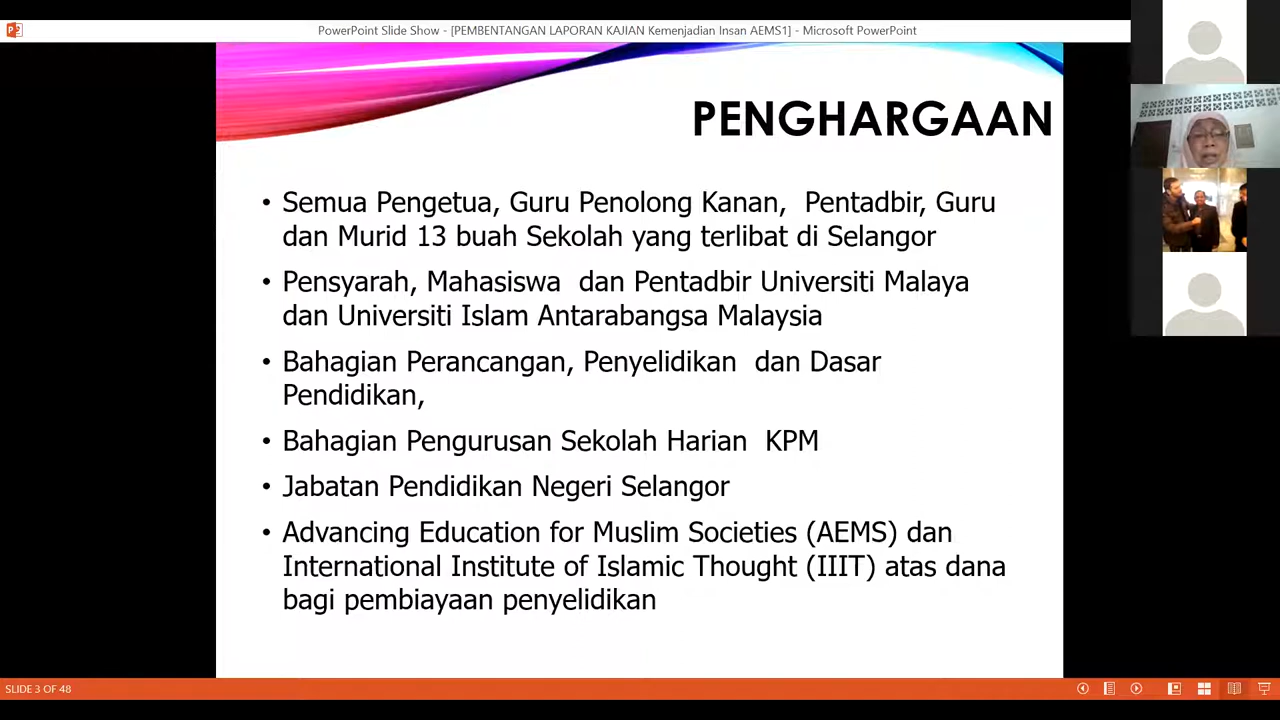 PowerPoint Slide Show - [PEMBENTANGAN LAPORAN KAJIAN Kemenjadian Insan AEMS1] - Microsoft PowerPoint
PENGHARGAAN
• Semua Pengetua, Guru Penolong Kanan, Pentadbir, Guru
dan Murid 13 buah Sekolah yang terlibat di Selangor
• Pensyarah, Mahasiswa dan Pentadbir Universiti Malaya
dan Universiti Islam Antarabangsa Malaysia
• Bahagian Perancangan, Penyelidikan dan Dasar
Pendidikan,
• Bahagian Pengurusan Sekolah Harian KPM
• Jabatan Pendidikan Negeri Selangor
• Advancing Education for Muslim Societies (AEMS) dan
International Institute of Islamic Thought (IIIT) atas dana
bagi pembiayaan penyelidikan
SLIDE 3 OF 48